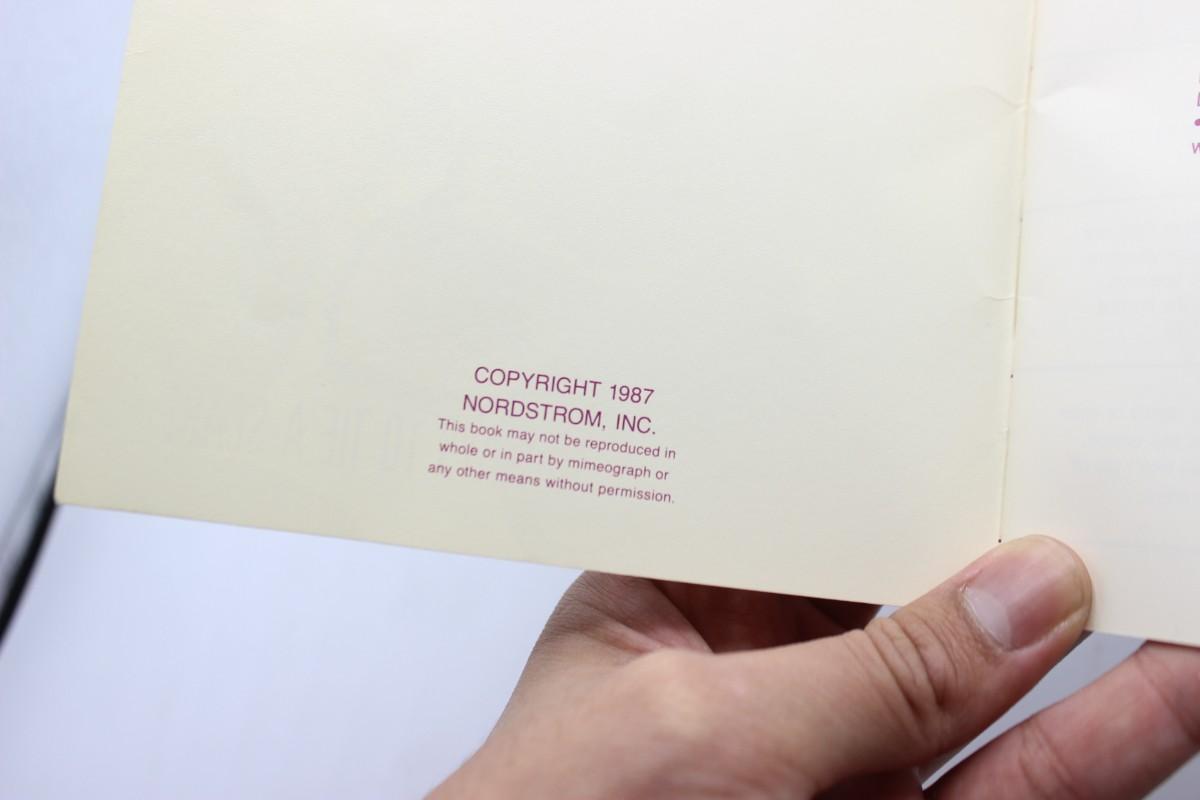 COPYRIGHT 1987
NORDSTROM, INC.
This book may not be reproduced in
whole or in part by mimeograph or
any other means without permission.